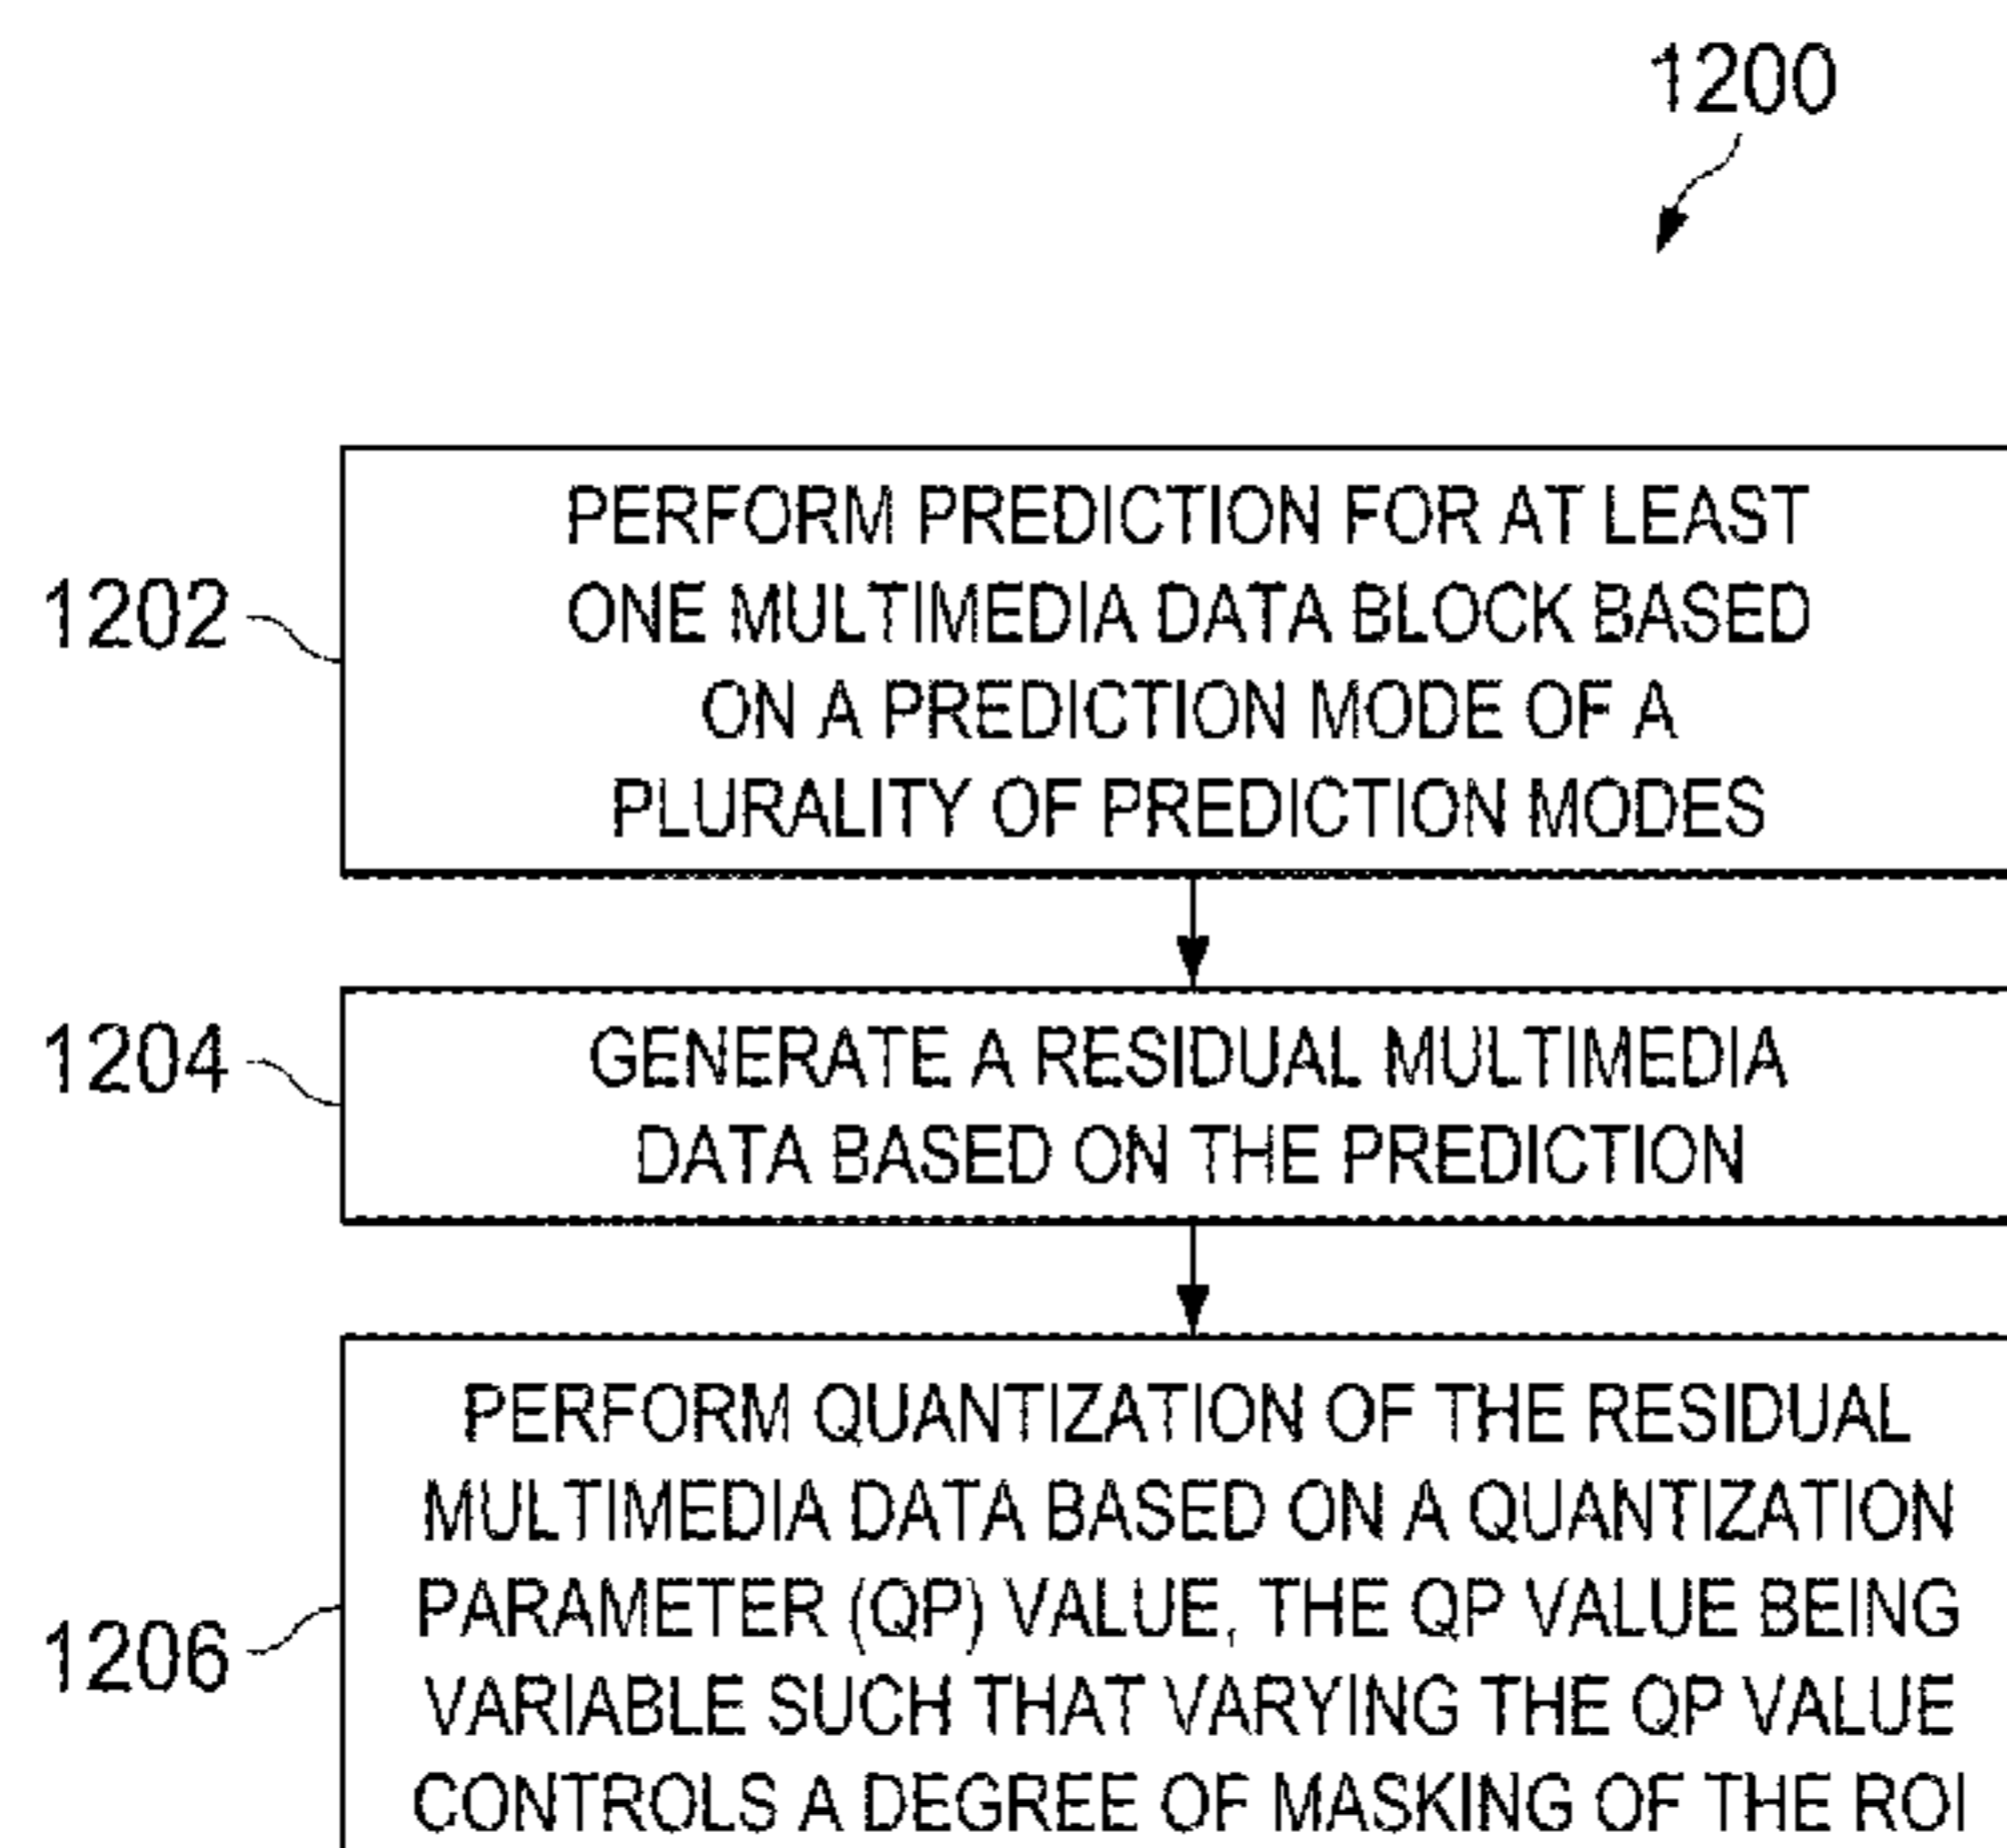 1200
1202
PERFORM PREDICTION FOR AT LEAST
ONE MULTIMEDIA DATA BLOCK BASED
ON A PREDICTION MODE OF A
PLURALITY OF PREDICTION MODES
1204
GENERATE A RESIDUAL MULTIMEDIA
DATA BASED ON THE PREDICTION
1206
PERFORM QUANTIZATION OF THE RESIDUAL
MULTIMEDIA DATA BASED ON A QUANTIZATION
PARAMETER (QP) VALUE, THE QP VALUE BEING
VARIABLE SUCH THAT VARYING THE QP VALUE
CONTROLS A DEGREE OF MASKING OF THE ROI